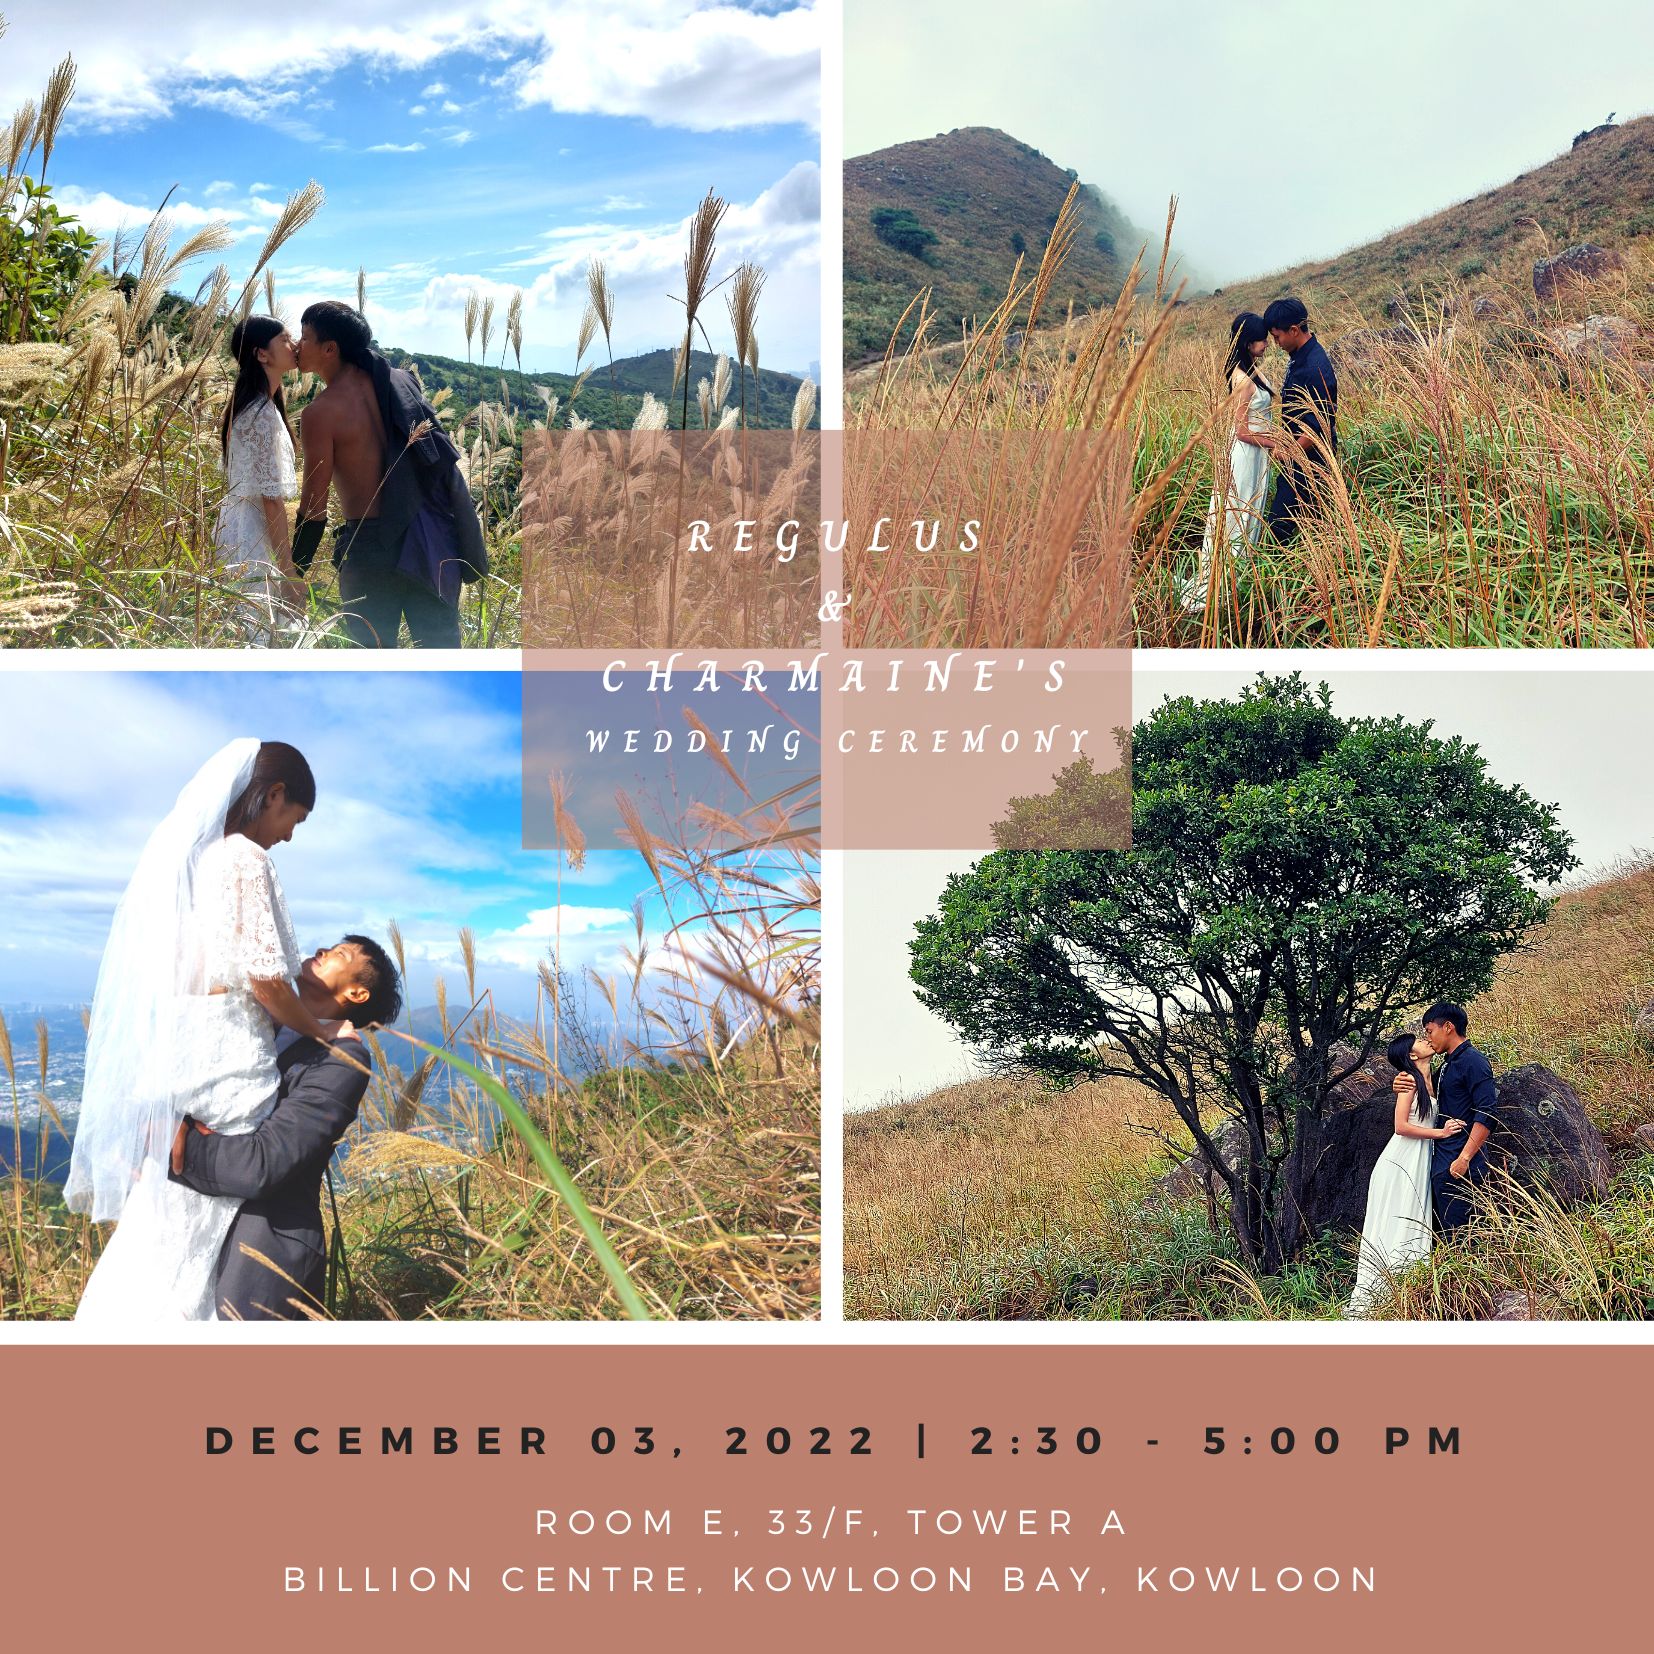 REGULUS
&
CHARMAINE'S
WEDDING CEREMONY
DECEMBER 03, 2022 | 2:30 - 5:00 PM
ROOM E, 33/F, TOWER A
BILLION CENTRE, KOWLOON BAY, KOWLOON